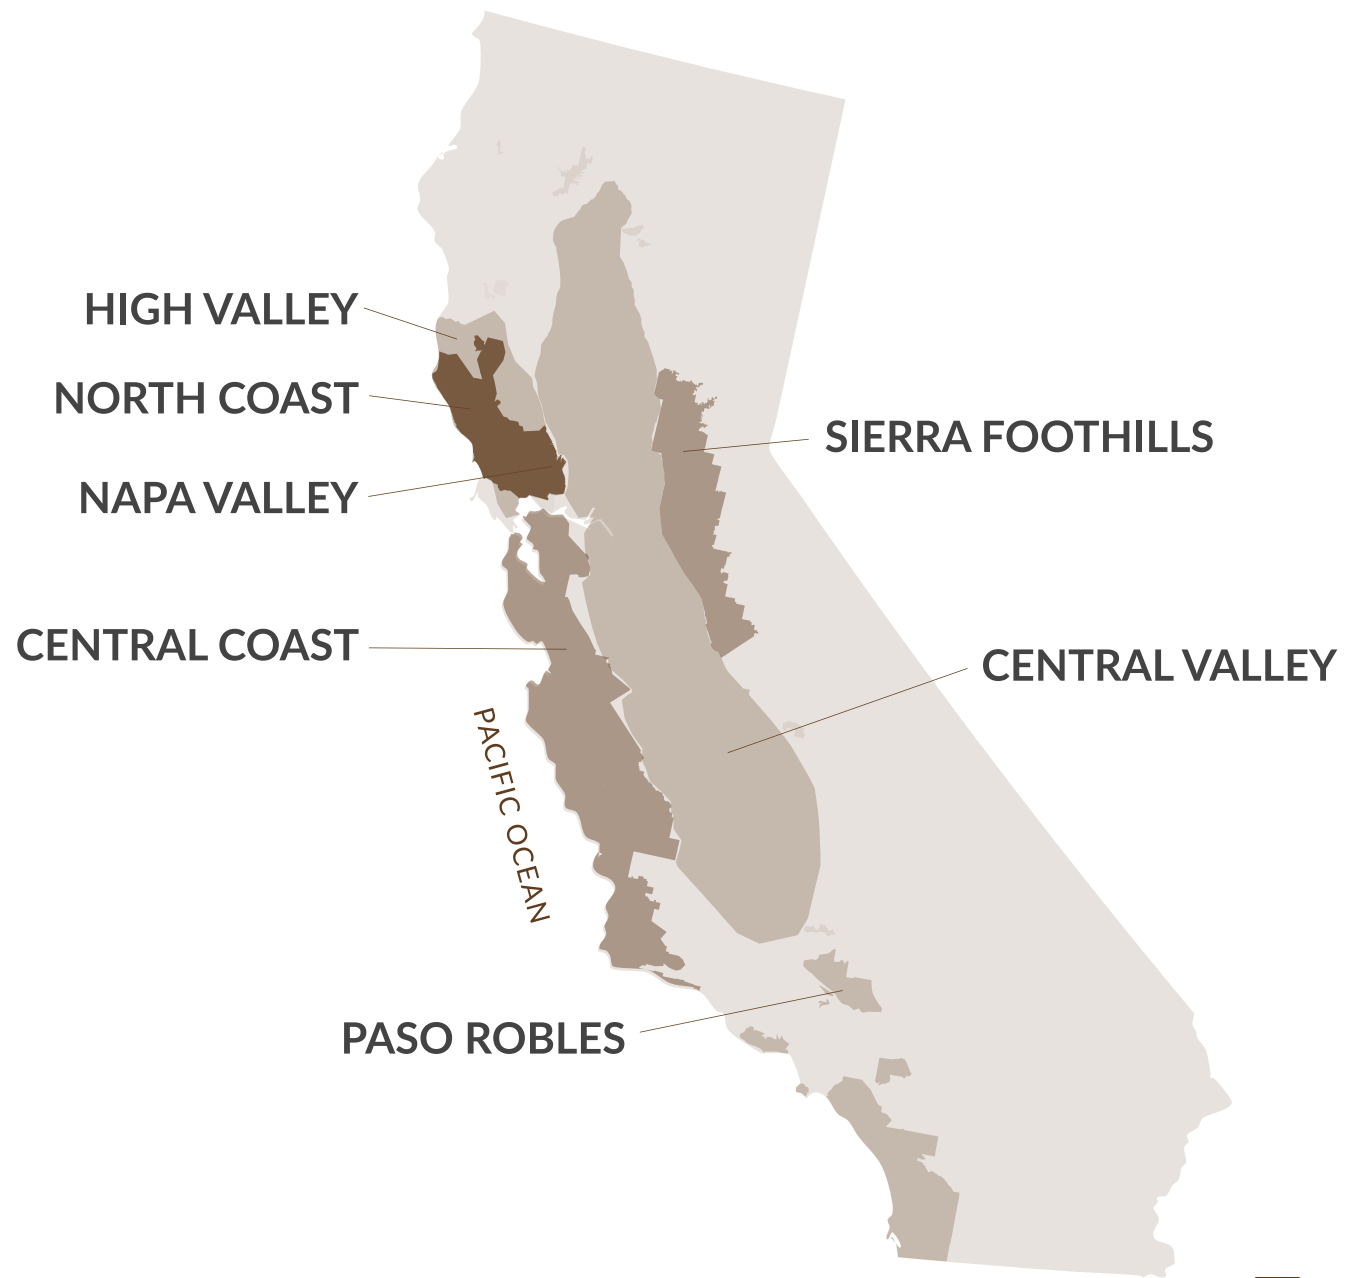 HIGH VALLEY
NORTH COAST
SIERRA FOOTHILLS
NAPA VALLEY
CENTRAL COAST
CENTRAL VALLEY
PACIFIC OCEAN
PASO ROBLES